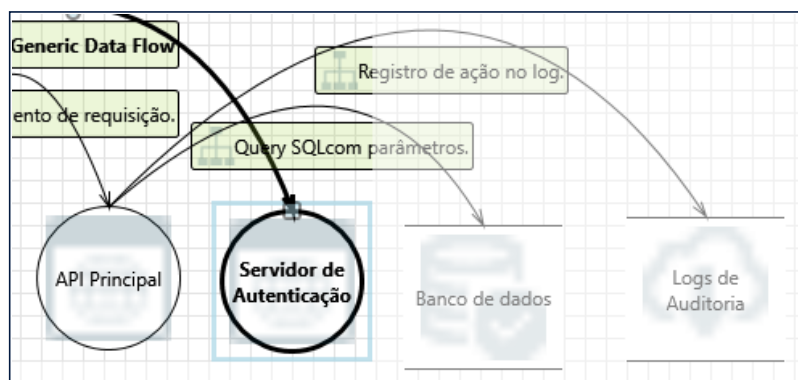 Generic Data Flow
Registro de ação no log.
ento de requisição.
Query SQLcom parâmetros.
API Principal
Servidor de
Autenticação
Banco de dados
Logs de
Auditoria